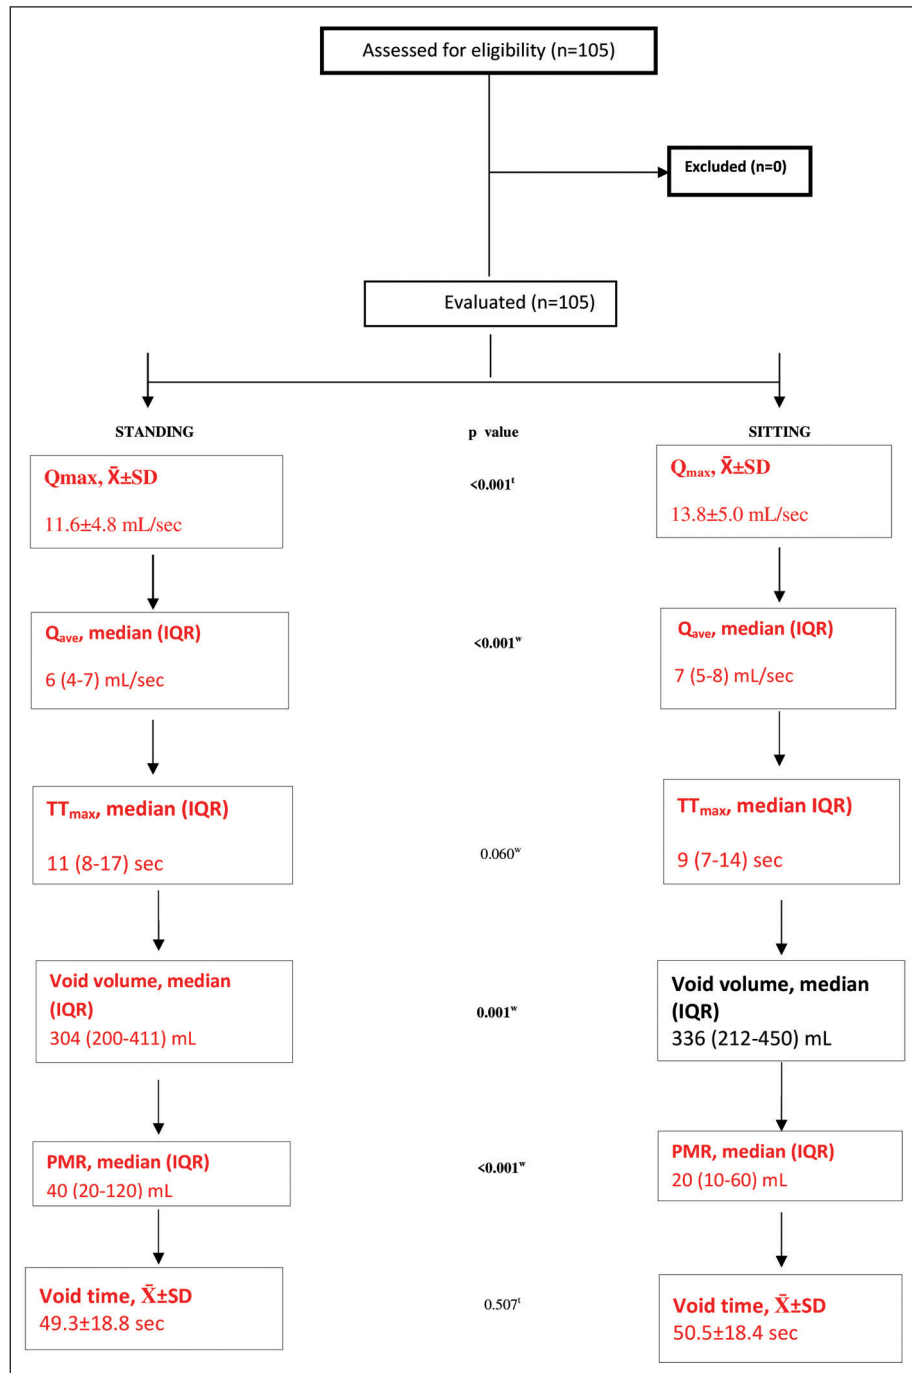 Assessed for eligibility (n=105)
Excluded (n=0)
Evaluated (n=105)
STANDING
p value
SITTING
Qmax, X̄±SD
11.6±4.8 mL/sec
<0.001ᵗ
Qmax, X̄±SD
13.8±5.0 mL/sec
Qave, median (IQR)
6 (4-7) mL/sec
<0.001ʷ
Qave, median (IQR)
7 (5-8) mL/sec
TTmax, median (IQR)
11 (8-17) sec
0.060ʷ
TTmax, median IQR)
9 (7-14) sec
Void volume, median
(IQR)
304 (200-411) mL
0.001ʷ
Void volume, median
(IQR)
336 (212-450) mL
PMR, median (IQR)
40 (20-120) mL
<0.001ʷ
PMR, median (IQR)
20 (10-60) mL
Void time, X̄±SD
49.3±18.8 sec
0.507ᵗ
Void time, X̄±SD
50.5±18.4 sec